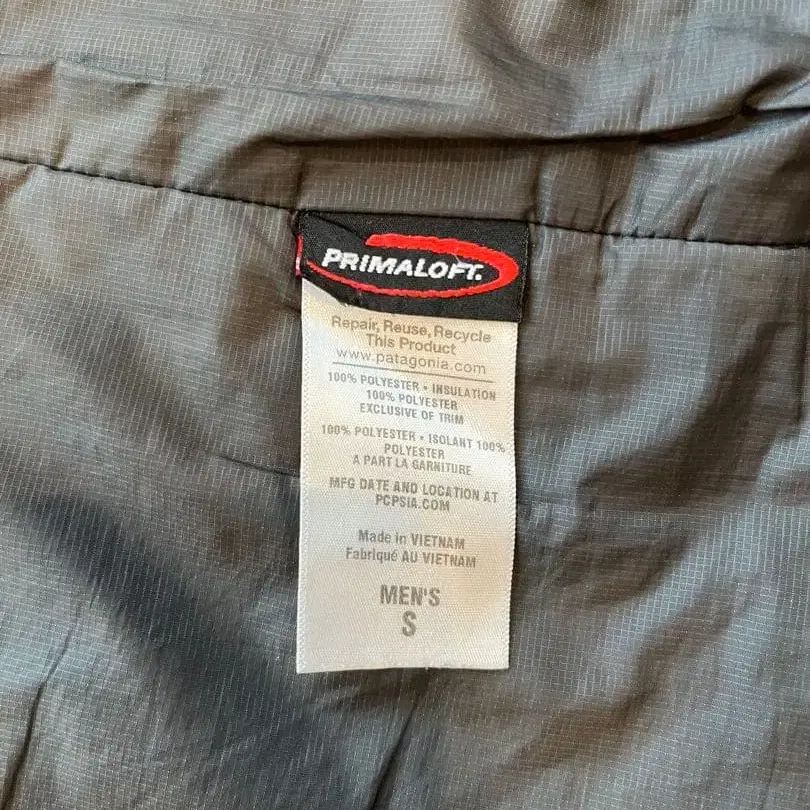 PRIMALOFT.
Repair, Reuse, Recycle
This Product
www.patagonia.com
100% POLYESTER • INSULATION
100% POLYESTER
EXCLUSIVE OF TRIM
100% POLYESTER • ISOLANT 100%
POLYESTER
A PART LA GARNITURE
MFG DATE AND LOCATION AT
PCPSIA.COM
Made in VIETNAM
Fabriqué AU VIETNAM
MEN'S
S